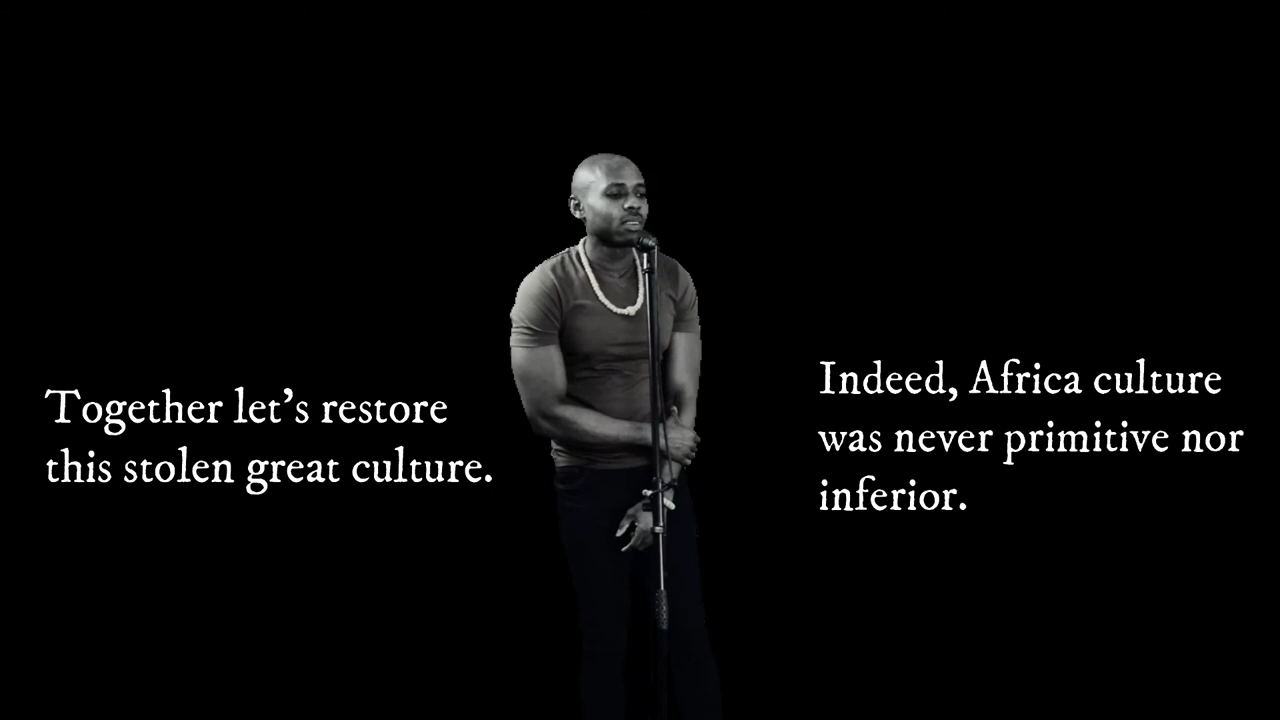 Together let's restore
this stolen great culture.
Indeed, Africa culture
was never primitive nor
inferior.